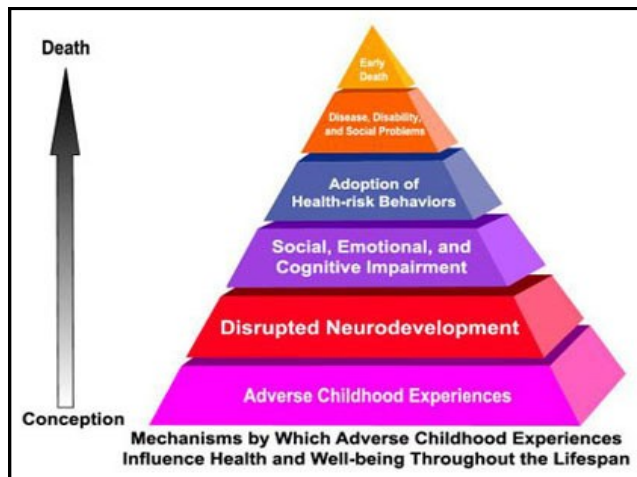 Death
Early
Death
Disease, Disability,
and Social Problems
Adoption of
Health-risk Behaviors
Social, Emotional, and
Cognitive Impairment
Disrupted Neurodevelopment
Adverse Childhood Experiences
Conception
Mechanisms by Which Adverse Childhood Experiences
Influence Health and Well-being Throughout the Lifespan